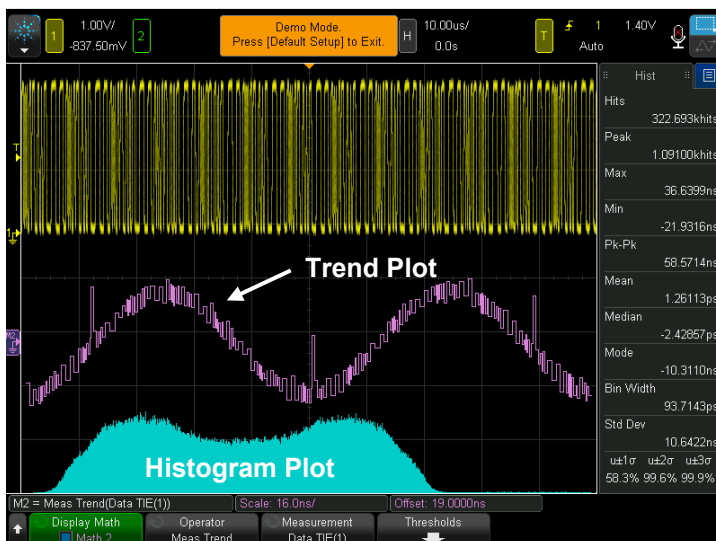 1 1.00V/ -837.50mV 2
Demo Mode.
Press [Default Setup] to Exit.
H 10.00us/ 0.0s
T 1 1.40V
Auto
Hist
Hits
322.693khits
Peak
1.09100khits
Max
36.6399ns
Min
-21.9316ns
Pk-Pk
58.5714ns
Mean
1.26113ps
Median
-2.42857ps
Mode
-10.3110ns
Bin Width
93.7143ps
Std Dev
10.6422ns
u±1σ u±2σ u±3σ
58.3% 99.6% 99.9%
T
1
Trend Plot
M2
Histogram Plot
M2 = Meas Trend(Data TIE(1)) Scale: 16.0ns/ Offset: 19.0000ns
Display Math
Math 2
Operator
Meas Trend
Measurement
Data TIE(1)
Thresholds